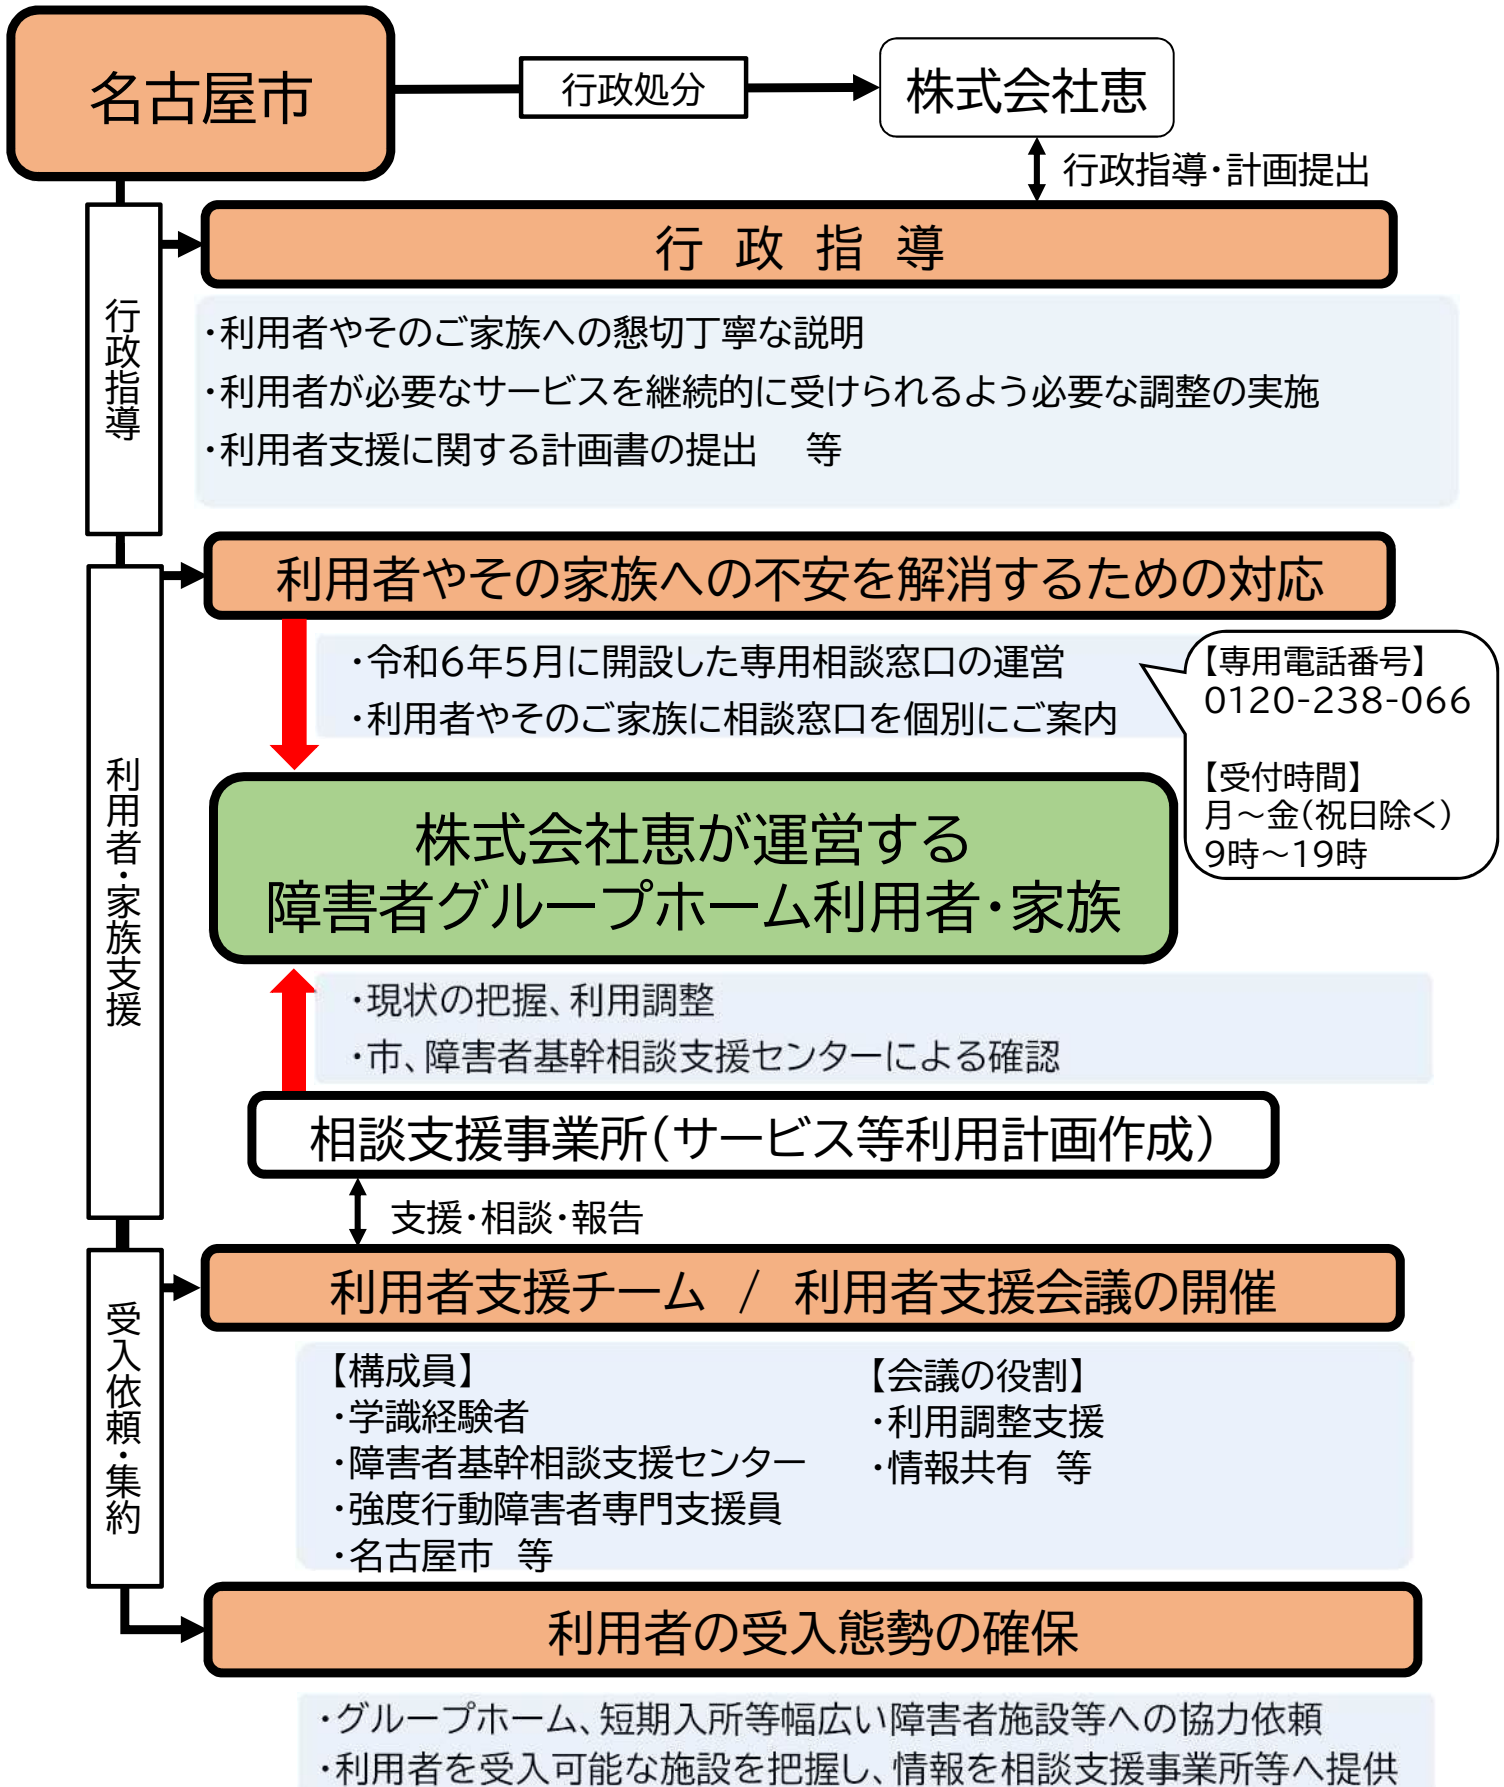 名古屋市
行政処分
株式会社恵
行政指導・計画提出
行政指導
行政指導
・利用者やそのご家族への懇切丁寧な説明
・利用者が必要なサービスを継続的に受けられるよう必要な調整の実施
・利用者支援に関する計画書の提出　等
利用者・家族支援
利用者やその家族への不安を解消するための対応
・令和6年5月に開設した専用相談窓口の運営
・利用者やそのご家族に相談窓口を個別にご案内
【専用電話番号】
0120-238-066
【受付時間】
月～金(祝日除く)
9時～19時
株式会社恵が運営する
障害者グループホーム利用者・家族
・現状の把握、利用調整
・市、障害者基幹相談支援センターによる確認
相談支援事業所(サービス等利用計画作成)
支援・相談・報告
受入依頼・集約
利用者支援チーム　/　利用者支援会議の開催
【構成員】
・学識経験者
・障害者基幹相談支援センター
・強度行動障害者専門支援員
・名古屋市　等
【会議の役割】
・利用調整支援
・情報共有　等
利用者の受入態勢の確保
・グループホーム、短期入所等幅広い障害者施設等への協力依頼
・利用者を受入可能な施設を把握し、情報を相談支援事業所等へ提供